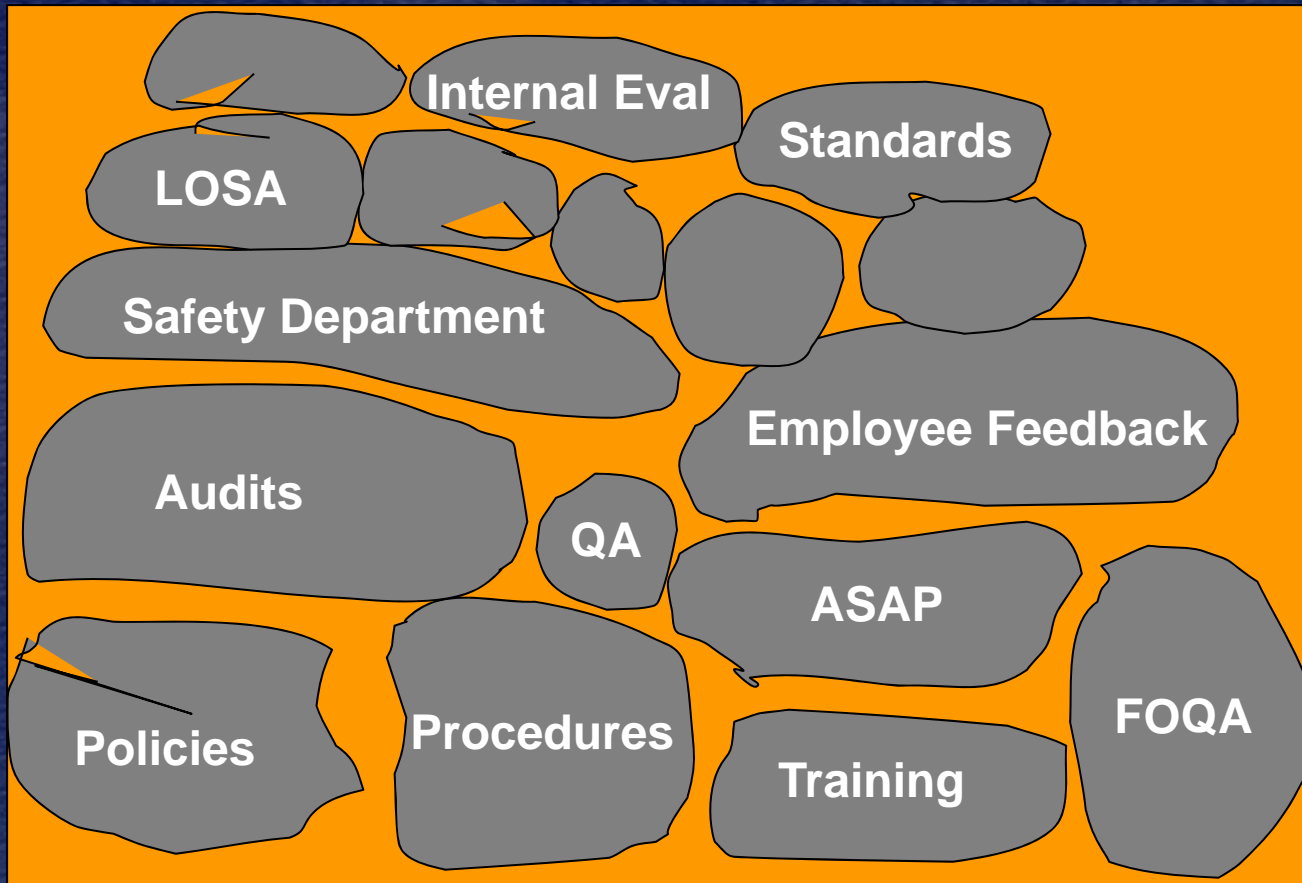 Internal Eval
Standards
LOSA
Safety Department
Employee Feedback
Audits
QA
ASAP
FOQA
Procedures
Policies
Training